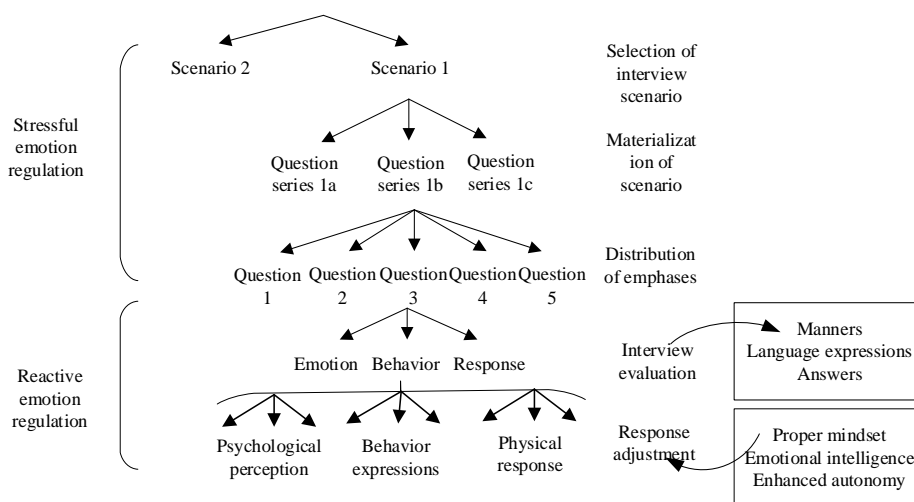 Scenario 2
Scenario 1
Selection of
interview
scenario
Stressful
emotion
regulation
Question
series 1a
Question
series 1b
Question
series 1c
Materializat
ion of
scenario
Question
1
Question
2
Question
3
Question
4
Question
5
Distribution
of emphases
Reactive
emotion
regulation
Emotion
Behavior
Response
Interview
evaluation
Manners
Language expressions
Answers
Psychological
perception
Behavior
expressions
Physical
response
Response
adjustment
Proper mindset
Emotional intelligence
Enhanced autonomy